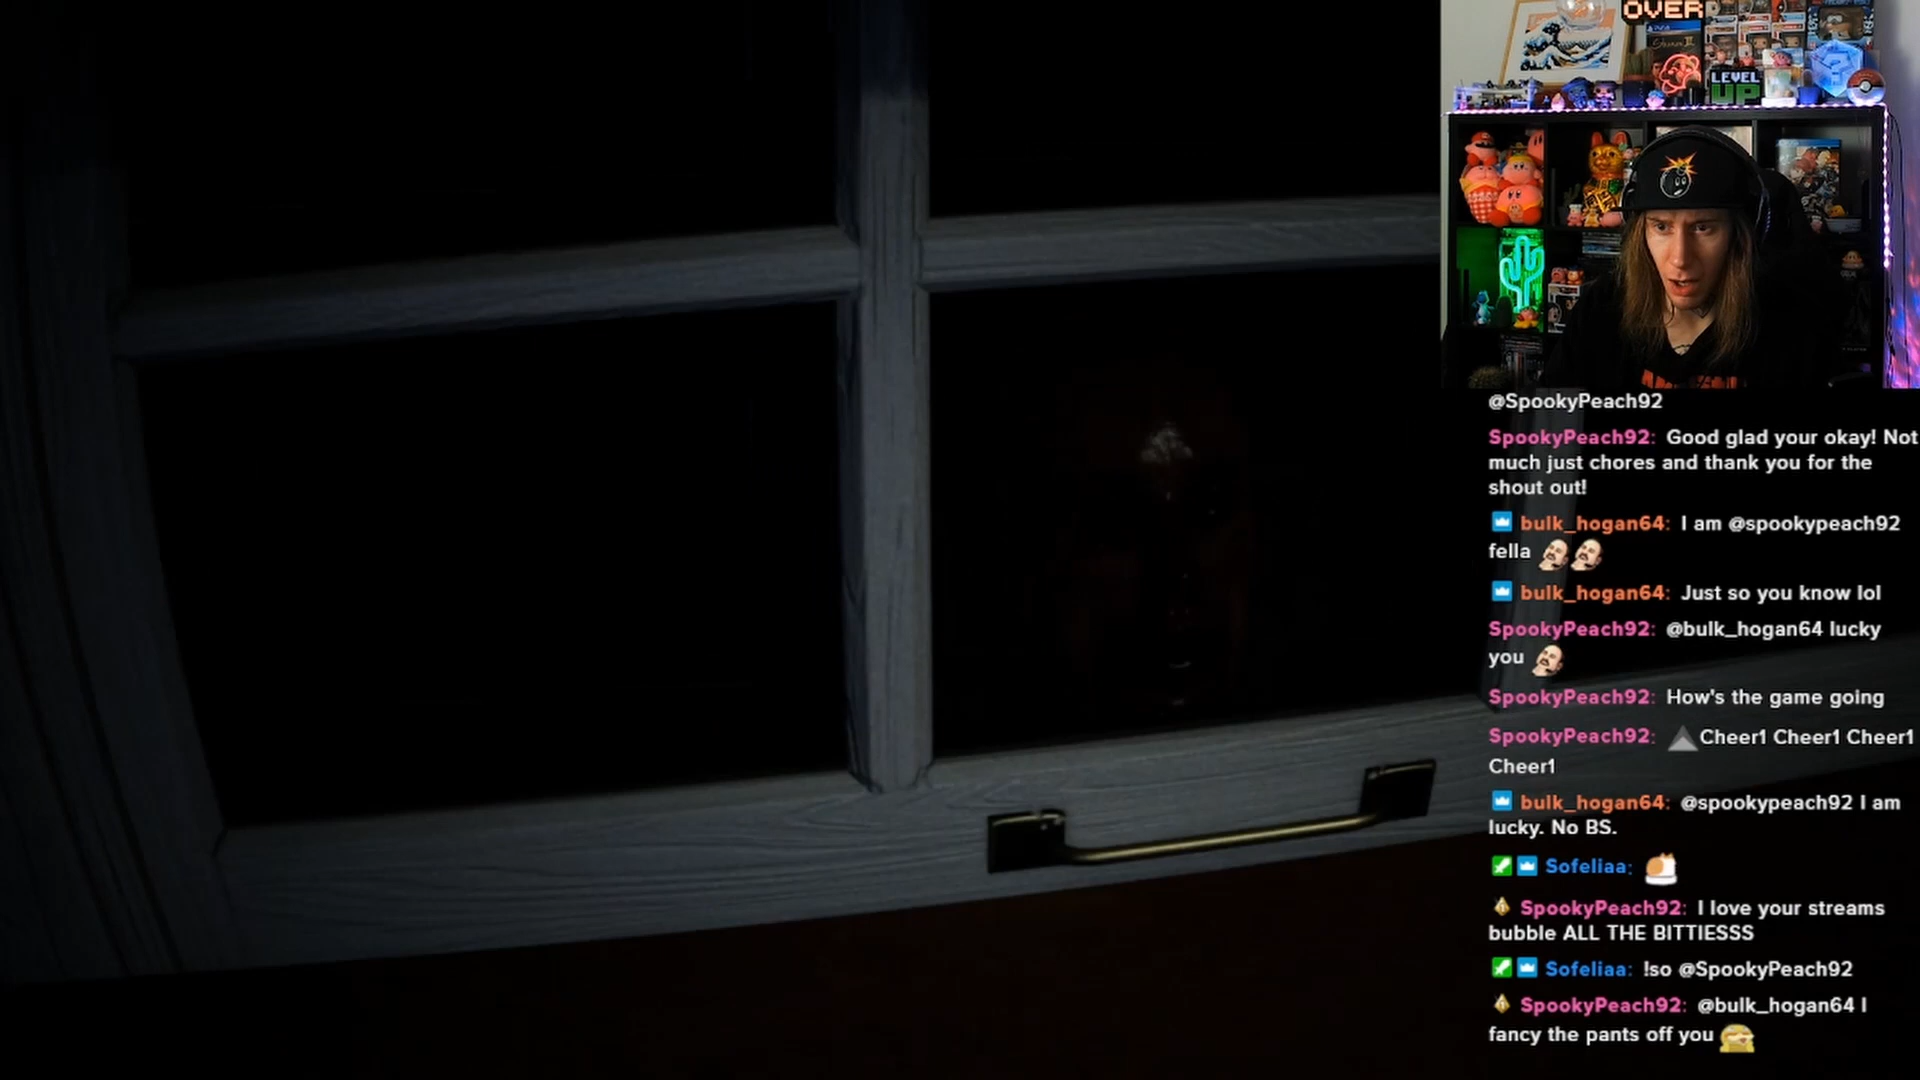 OVER
LEVEL
UP
@SpookyPeach92
SpookyPeach92: Good glad your okay! Not
much just chores and thank you for the
shout out!
bulk_hogan64: I am @spookypeach92
fella
bulk_hogan64: Just so you know lol
SpookyPeach92: @bulk_hogan64 lucky
you
SpookyPeach92: How's the game going
SpookyPeach92: Cheer1 Cheer1 Cheer1
Cheer1
bulk_hogan64: @spookypeach92 I am
lucky. No BS.
Sofeliaa:
SpookyPeach92: I love your streams
bubble ALL THE BITTIESSS
Sofeliaa: !so @SpookyPeach92
SpookyPeach92: @bulk_hogan64 I
fancy the pants off you